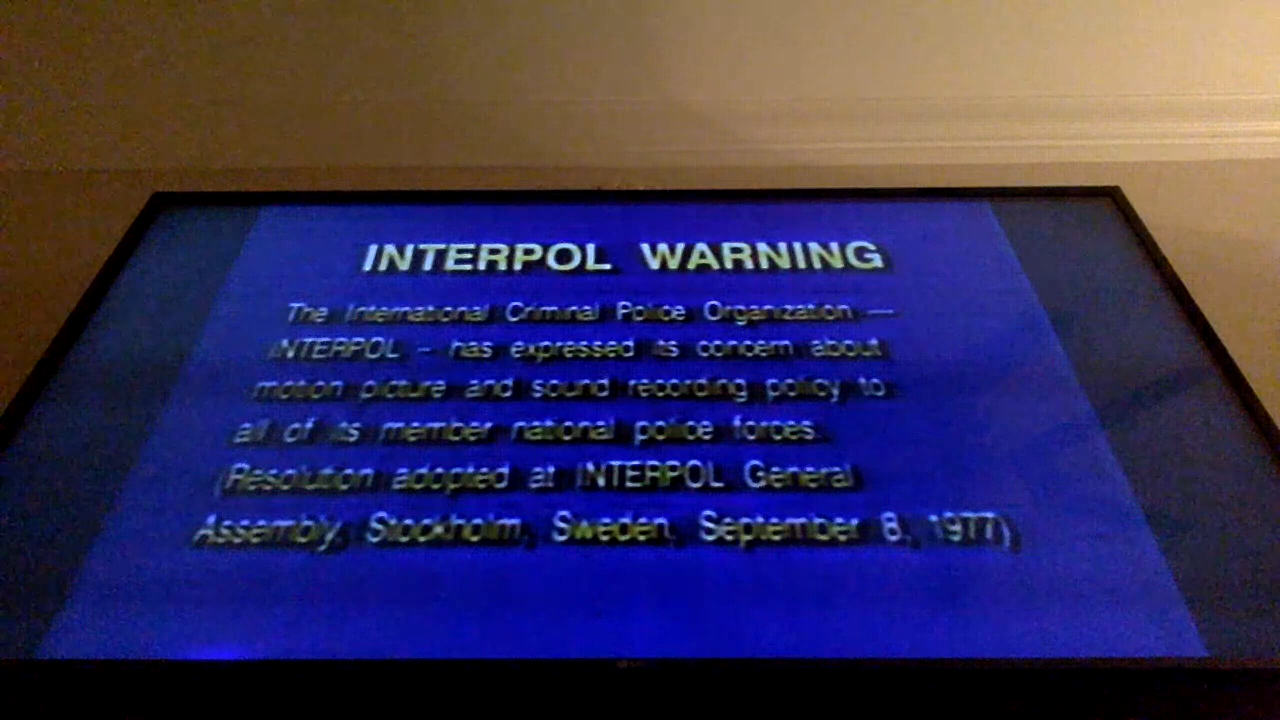 INTERPOL WARNING
The International Criminal Police Organization —
INTERPOL – has expressed its concern about
motion picture and sound recording policy to
all of its member national police forces.
(Resolution adopted at INTERPOL General
Assembly, Stockholm, Sweden, September 8, 1977)